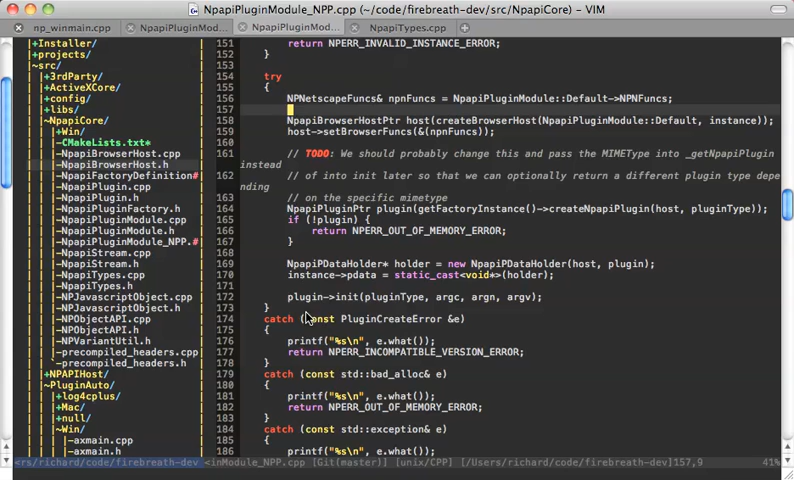 NpapiPluginModule_NPP.cpp (~/code/firebreath-dev/src/NpapiCore) - VIM
np_winmain.cpp NpapiPluginMod... NpapiPluginMod... NpapiTypes.cpp
|+Installer/
|+projects/
|~src/
| |+3rdParty/
| |+ActiveXCore/
| |+config/
| |+libs/
| |~NpapiCore/
| | |+Win/
| | |-CMakeLists.txt*
| | |-NpapiBrowserHost.cpp
| | |-NpapiBrowserHost.h
| | |-NpapiFactoryDefinition#
| | |-NpapiPlugin.cpp
| | |-NpapiPlugin.h
| | |-NpapiPluginFactory.h
| | |-NpapiPluginModule.cpp
| | |-NpapiPluginModule.h
| | |-NpapiPluginModule_NPP.#
| | |-NpapiStream.cpp
| | |-NpapiStream.h
| | |-NpapiTypes.cpp
| | |-NpapiTypes.h
| | |-NPJavascriptObject.cpp
| | |-NPJavascriptObject.h
| | |-NPObjectAPI.cpp
| | |-NPObjectAPI.h
| | |-NPVariantUtil.h
| | |-precompiled_headers.cpp
| | `-precompiled_headers.h
| |+NPAPIHost/
| |~PluginAuto/
| | |+log4cplus/
| | |+Mac/
| | |+null/
| | |~Win/
| | | |-axmain.cpp
| | | |-axmain.h
151 return NPERR_INVALID_INSTANCE_ERROR;
152 }
153
154 try
155 {
156 NPNetscapeFuncs& npnFuncs = NpapiPluginModule::Default->NPNFuncs;
157
158 NpapiBrowserHostPtr host(createBrowserHost(NpapiPluginModule::Default, instance));
159 host->setBrowserFuncs(&(npnFuncs));
160
161 // TODO: We should probably change this and pass the MIMEType into _getNpapiPlugin
instead
162 // of into init later so that we can optionally return a different plugin type depe
nding
163 // on the specific mimetype
164 NpapiPluginPtr plugin(getFactoryInstance()->createNpapiPlugin(host, pluginType));
165 if (!plugin) {
166 return NPERR_OUT_OF_MEMORY_ERROR;
167 }
168
169 NpapiPDataHolder* holder = new NpapiPDataHolder(host, plugin);
170 instance->pdata = static_cast<void*>(holder);
171
172 plugin->init(pluginType, argc, argn, argv);
173 }
174 catch (const PluginCreateError &e)
175 {
176 printf("%s\n", e.what());
177 return NPERR_INCOMPATIBLE_VERSION_ERROR;
178 }
179 catch (const std::bad_alloc& e)
180 {
181 printf("%s\n", e.what());
182 return NPERR_OUT_OF_MEMORY_ERROR;
183 }
184 catch (const std::exception& e)
185 {
186 printf("%s\n", e.what());
<rs/richard/code/firebreath-dev <inModule_NPP.cpp [Git(master)] [unix/CPP] [/Users/richard/code/firebreath-dev]157,9 41%